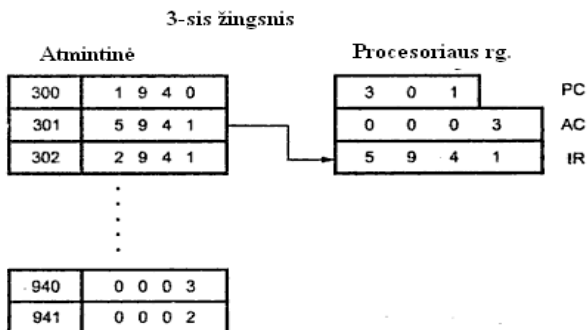 3-sis žingsnis
Atmintinė Procesoriaus rg.
300 1 9 4 0 3 0 1 PC
301 5 9 4 1 0 0 0 3 AC
302 2 9 4 1 5 9 4 1 IR
940 0 0 0 3
941 0 0 0 2